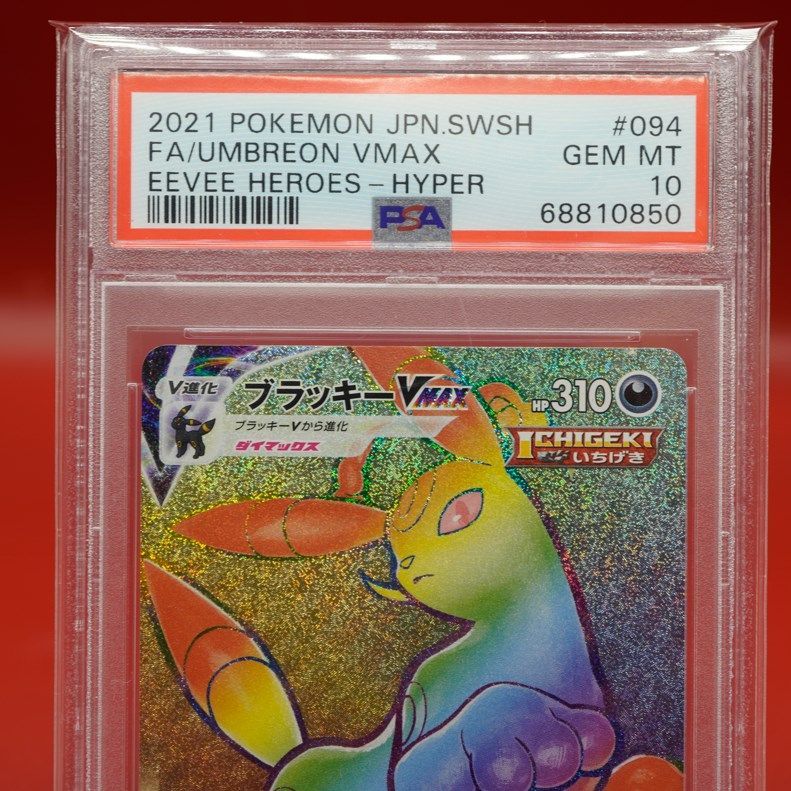 2021 POKEMON JPN.SWSH #094
FA/UMBREON VMAX GEM MT
EEVEE HEROES - HYPER 10
PSA 68810850
V進化 ブラッキーVMAX HP310
ブラッキーVから進化
ダイマックス
ICHIGEKI
いちげき